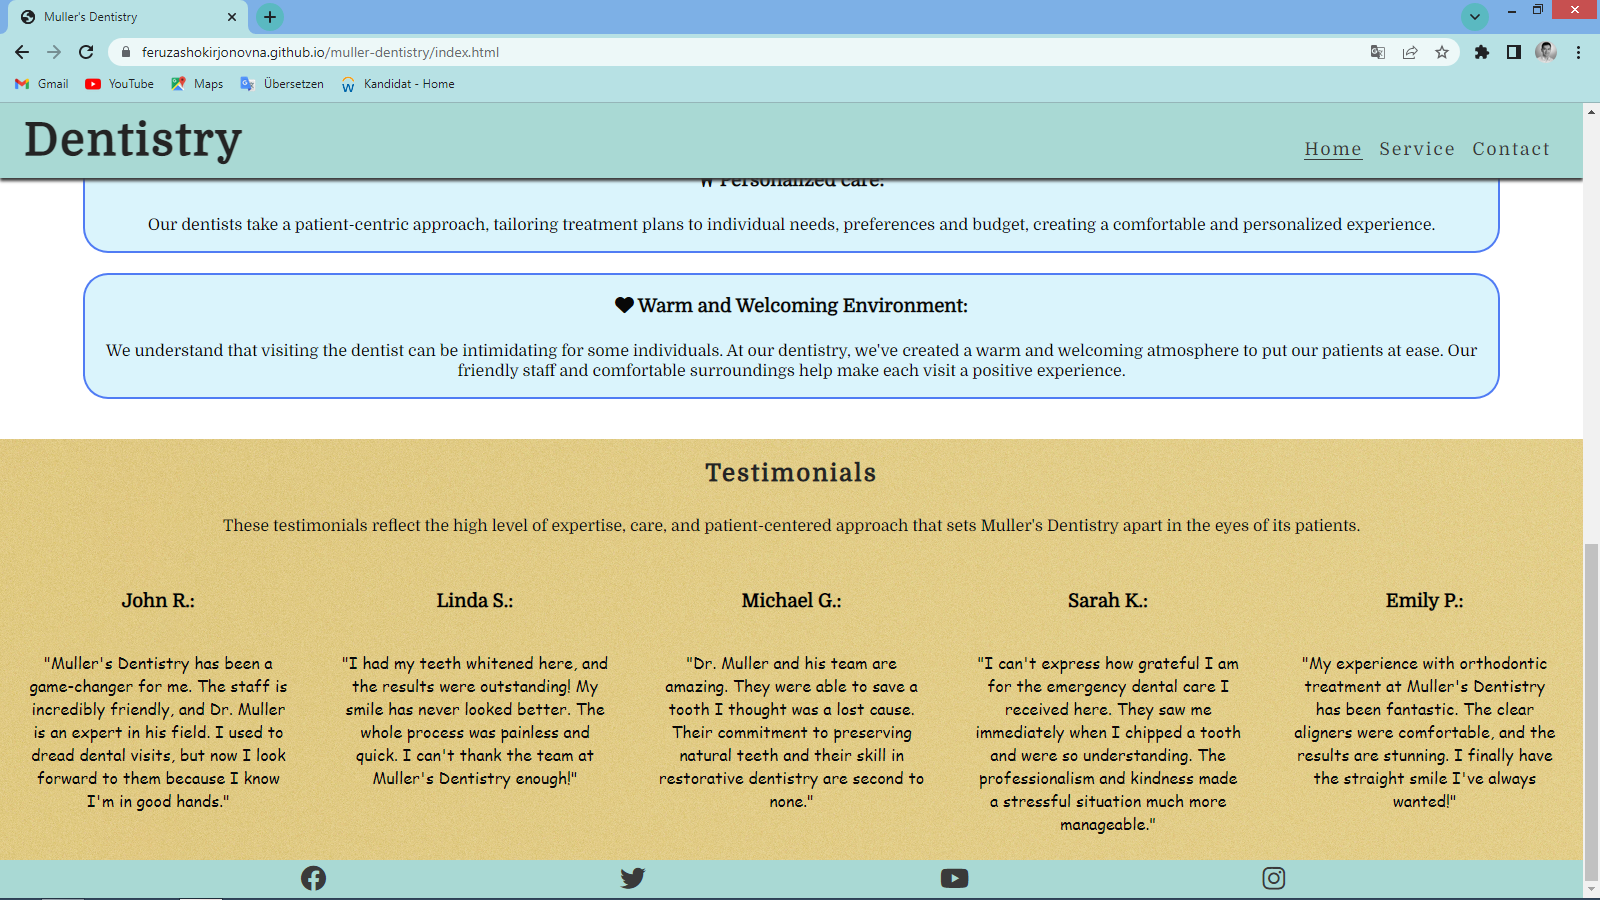 Muller's Dentistry
feruzashokirjonovna.github.io/muller-dentistry/index.html
Gmail YouTube Maps Übersetzen Kandidat - Home
Dentistry
Home Service Contact
Personalized care:
Our dentists take a patient-centric approach, tailoring treatment plans to individual needs, preferences and budget, creating a comfortable and personalized experience.
Warm and Welcoming Environment:
We understand that visiting the dentist can be intimidating for some individuals. At our dentistry, we've created a warm and welcoming atmosphere to put our patients at ease. Our
friendly staff and comfortable surroundings help make each visit a positive experience.
Testimonials
These testimonials reflect the high level of expertise, care, and patient-centered approach that sets Muller's Dentistry apart in the eyes of its patients.
John R.:
"Muller's Dentistry has been a
game-changer for me. The staff is
incredibly friendly, and Dr. Muller
is an expert in his field. I used to
dread dental visits, but now I look
forward to them because I know
I'm in good hands."
Linda S.:
"I had my teeth whitened here, and
the results were outstanding! My
smile has never looked better. The
whole process was painless and
quick. I can't thank the team at
Muller's Dentistry enough!"
Michael G.:
"Dr. Muller and his team are
amazing. They were able to save a
tooth I thought was a lost cause.
Their commitment to preserving
natural teeth and their skill in
restorative dentistry are second to
none."
Sarah K.:
"I can't express how grateful I am
for the emergency dental care I
received here. They saw me
immediately when I chipped a tooth
and were so understanding. The
professionalism and kindness made
a stressful situation much more
manageable."
Emily P.:
"My experience with orthodontic
treatment at Muller's Dentistry
has been fantastic. The clear
aligners were comfortable, and the
results are stunning. I finally have
the straight smile I've always
wanted!"